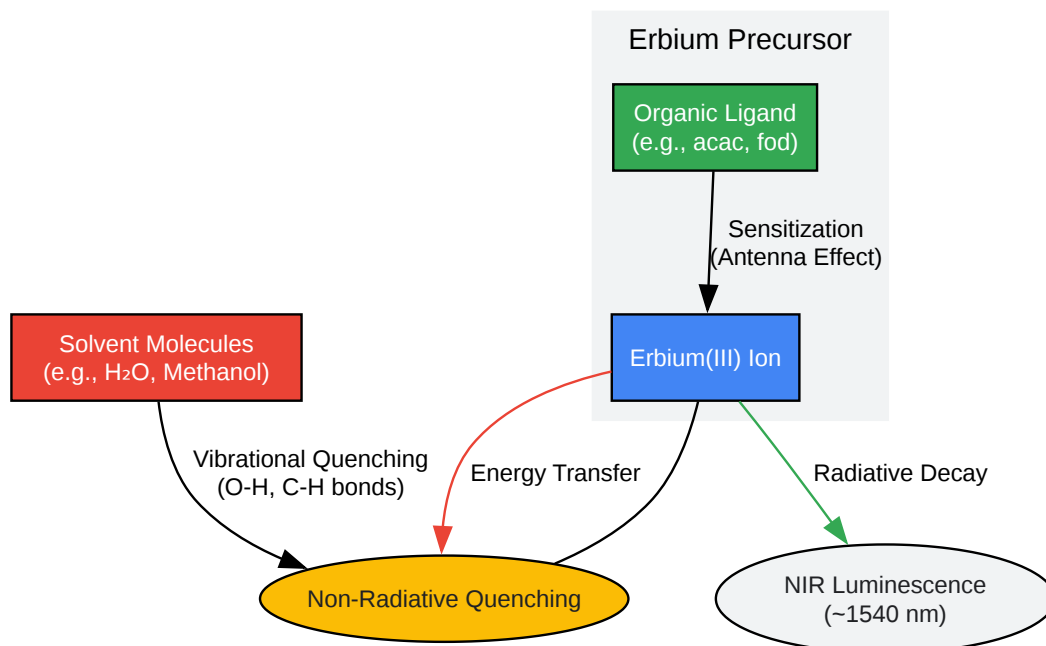 Erbium Precursor
Organic Ligand
(e.g., acac, fod)
Sensitization
(Antenna Effect)
Solvent Molecules
(e.g., H₂O, Methanol)
Erbium(III) Ion
Vibrational Quenching
(O-H, C-H bonds)
Energy Transfer
Radiative Decay
Non-Radiative Quenching
NIR Luminescence
(~1540 nm)